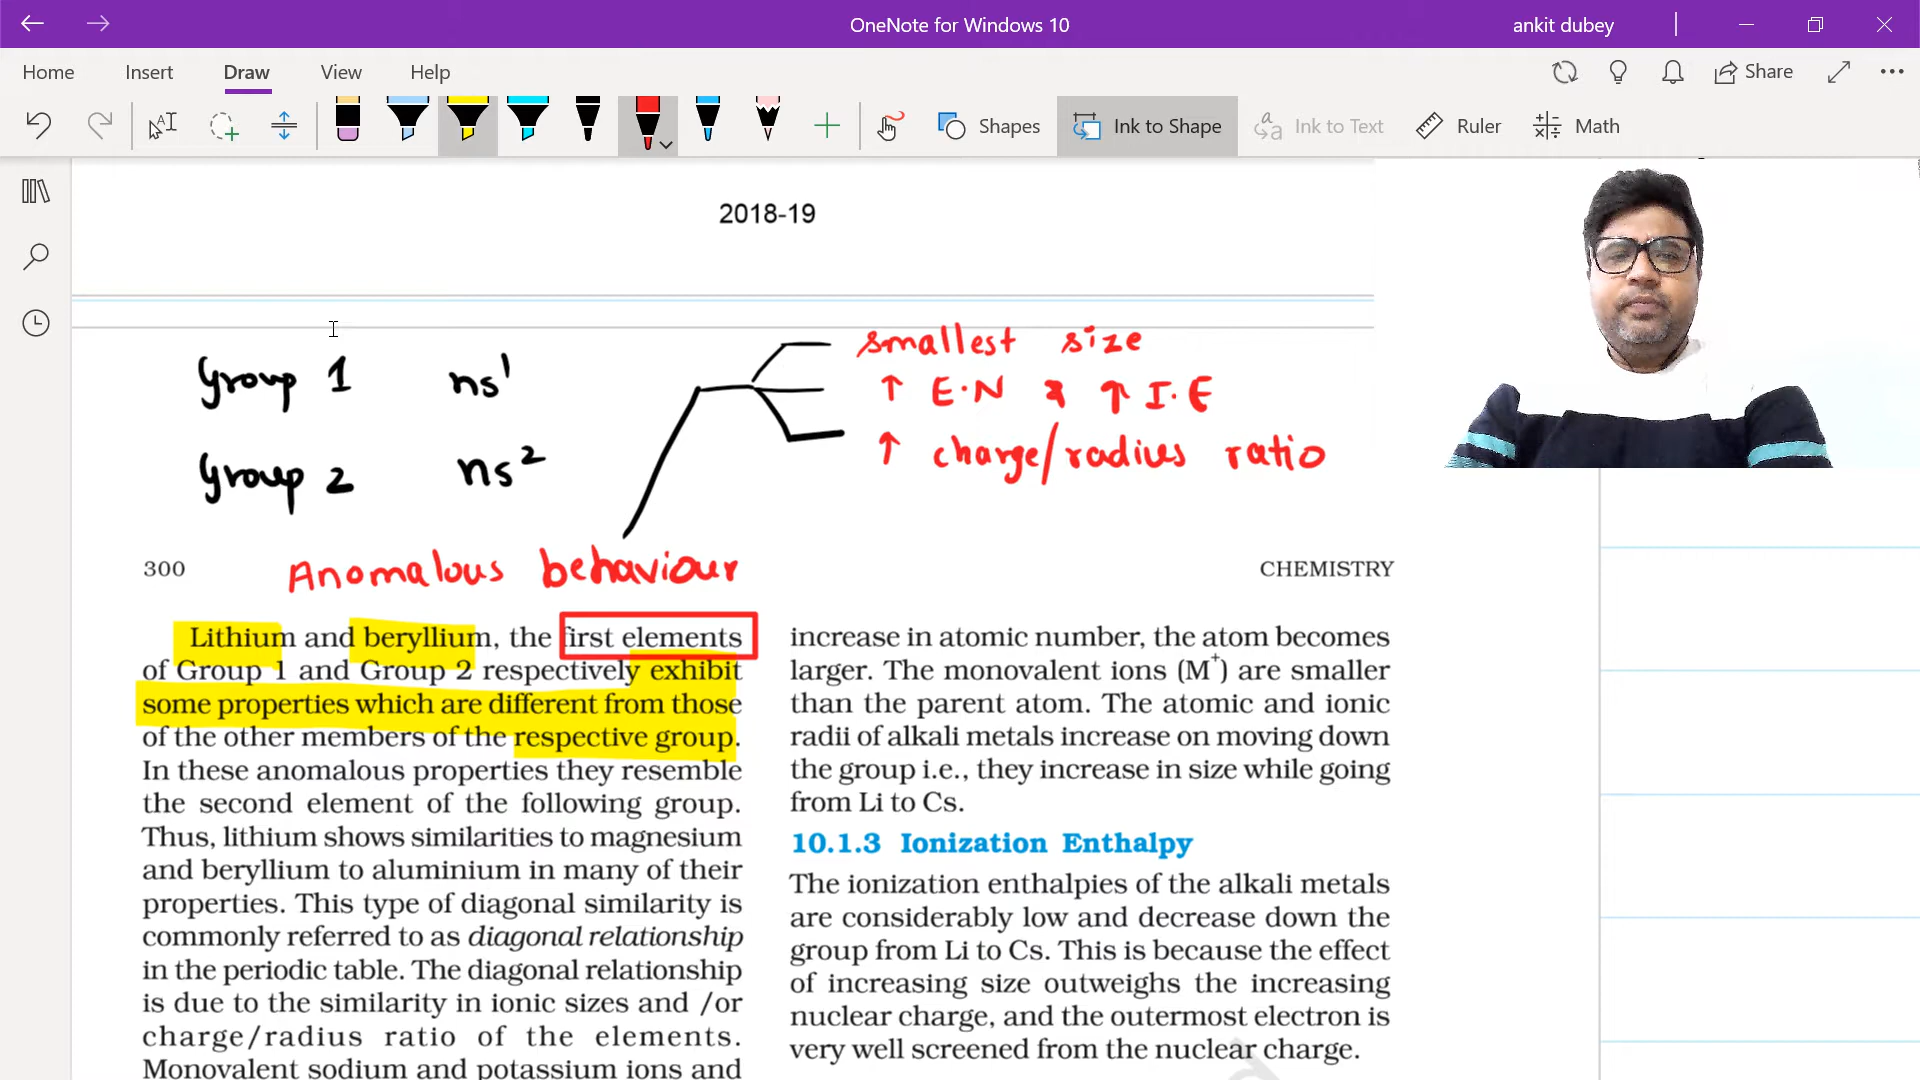 OneNote for Windows 10
ankit dubey
Home Insert Draw View Help
Share
Shapes Ink to Shape Ink to Text Ruler Math
2018-19
Group 1 ns¹
Group 2 ns²
smallest size
↑ E.N & ↑ I.E
↑ charge/radius ratio
Anomalous behaviour
300
CHEMISTRY
Lithium and beryllium, the first elements
of Group 1 and Group 2 respectively exhibit
some properties which are different from those
of the other members of the respective group.
In these anomalous properties they resemble
the second element of the following group.
Thus, lithium shows similarities to magnesium
and beryllium to aluminium in many of their
properties. This type of diagonal similarity is
commonly referred to as diagonal relationship
in the periodic table. The diagonal relationship
is due to the similarity in ionic sizes and /or
charge/radius ratio of the elements.
Monovalent sodium and potassium ions and
increase in atomic number, the atom becomes
larger. The monovalent ions (M⁺) are smaller
than the parent atom. The atomic and ionic
radii of alkali metals increase on moving down
the group i.e., they increase in size while going
from Li to Cs.
10.1.3 Ionization Enthalpy
The ionization enthalpies of the alkali metals
are considerably low and decrease down the
group from Li to Cs. This is because the effect
of increasing size outweighs the increasing
nuclear charge, and the outermost electron is
very well screened from the nuclear charge.